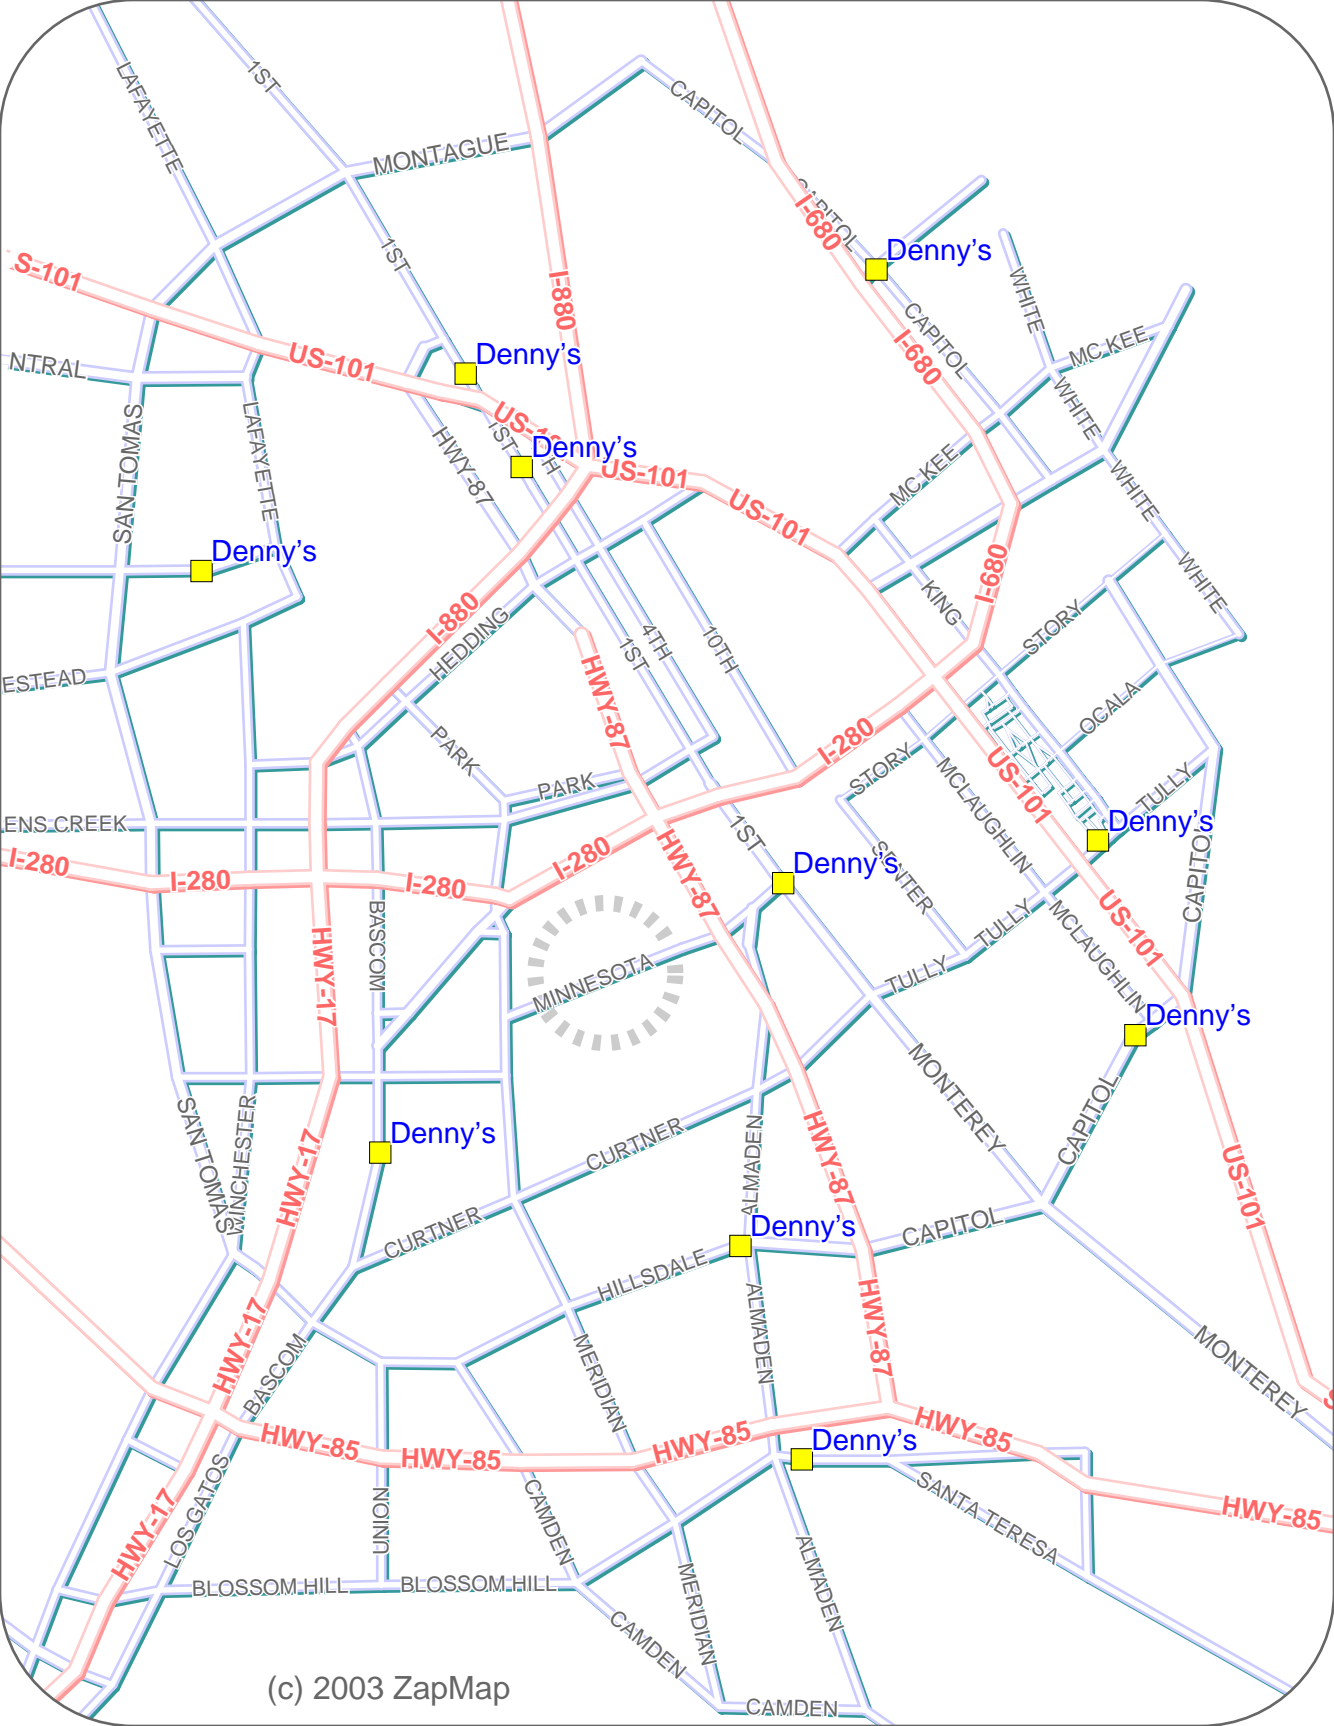 LAFAYETTE
1ST
CAPITOL
MONTAGUE
CAPITOL
I-680
Denny's
1ST
S-101
I-880
WHITE
CAPITOL
I-680
MC KEE
NTRAL
US-101
Denny's
WHITE
SAN TOMAS
LAFAYETTE
US-1
1ST
Denny's
HWY-87
US-101
US-101
MC KEE
WHITE
Denny's
I-680
WHITE
KING
STORY
I-880
HEDDING
4TH
1ST
10TH
ESTEAD
HWY-87
OCALA
PARK
PARK
I-280
STORY
MCLAUGHLIN
US-101
TULLY
ENS CREEK
1ST
Denny's
I-280
I-280
I-280
I-280
HWY-87
Denny's
SENTER
CAPITOL
BASCOM
HWY-17
MINNESOTA
TULLY
TULLY
MCLAUGHLIN
US-101
Denny's
MONTEREY
SAN TOMAS
WINCHESTER
HWY-17
Denny's
CURTNER
ALMADEN
HWY-87
CAPITOL
US-101
CURTNER
HILLSDALE
Denny's
CAPITOL
HWY-17
BASCOM
MERIDIAN
ALMADEN
HWY-87
MONTEREY
HWY-85
HWY-85
HWY-85
Denny's
HWY-85
HWY-17
LOS GATOS
UNION
CAMDEN
SANTA TERESA
HWY-85
BLOSSOM HILL
BLOSSOM HILL
ALMADEN
MERIDIAN
CAMDEN
(c) 2003 ZapMap
CAMDEN